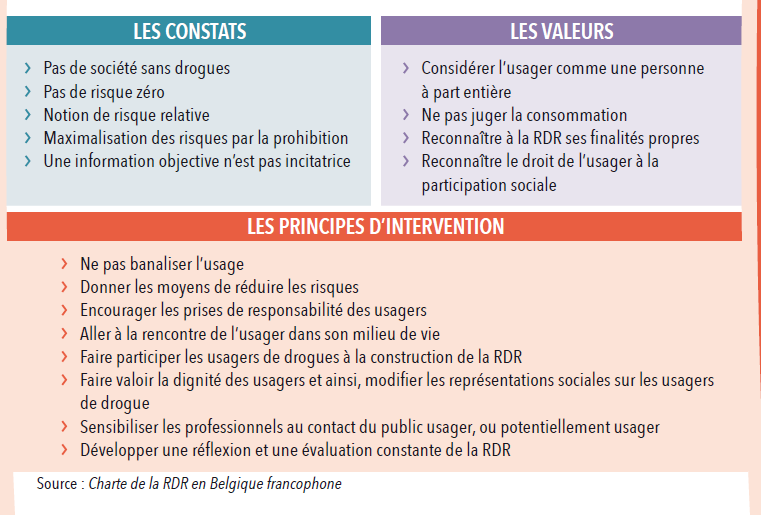 LES CONSTATS
> Pas de société sans drogues
> Pas de risque zéro
> Notion de risque relative
> Maximalisation des risques par la prohibition
> Une information objective n'est pas incitatrice
LES VALEURS
> Considérer l'usager comme une personne
à part entière
> Ne pas juger la consommation
> Reconnaître à la RDR ses finalités propres
> Reconnaître le droit de l'usager à la
participation sociale
LES PRINCIPES D'INTERVENTION
> Ne pas banaliser l'usage
> Donner les moyens de réduire les risques
> Encourager les prises de responsabilité des usagers
> Aller à la rencontre de l'usager dans son milieu de vie
> Faire participer les usagers de drogues à la construction de la RDR
> Faire valoir la dignité des usagers et ainsi, modifier les représentations sociales sur les usagers
de drogue
> Sensibiliser les professionnels au contact du public usager, ou potentiellement usager
> Développer une réflexion et une évaluation constante de la RDR
Source : Charte de la RDR en Belgique francophone